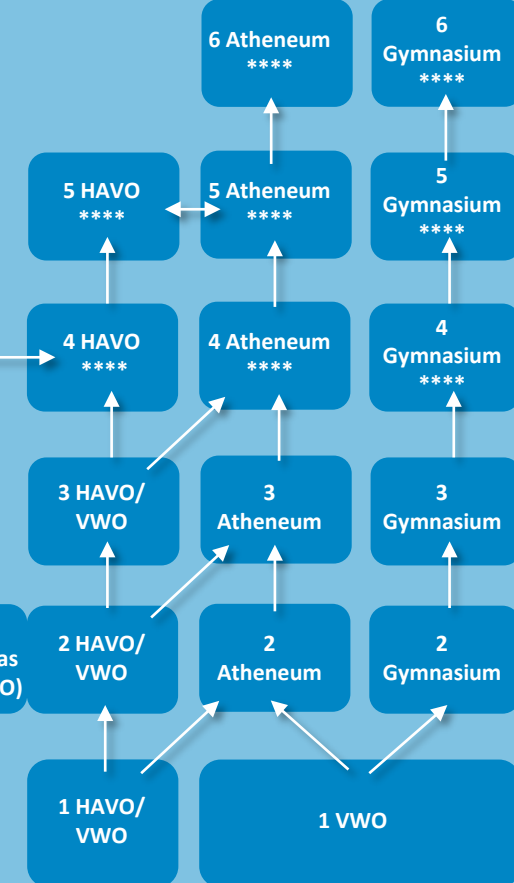 6 Atheneum
****
6
Gymnasium
****
5 HAVO
****
5 Atheneum
****
5
Gymnasium
****
4 HAVO
****
4 Atheneum
****
4
Gymnasium
****
3 HAVO/
VWO
3
Atheneum
3
Gymnasium
2 HAVO/
VWO
2
Atheneum
2
Gymnasium
1 HAVO/
VWO
1 VWO